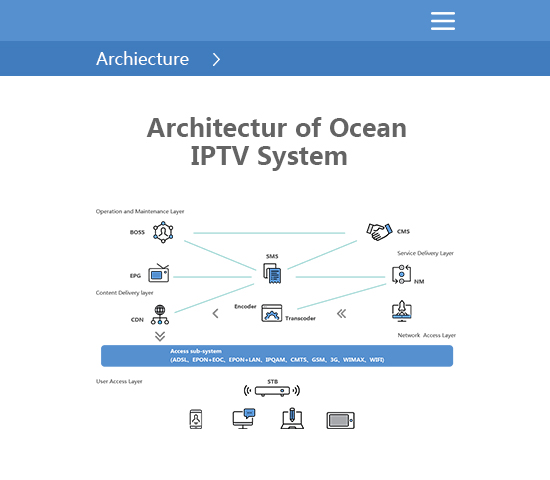 Archiecture
Architectur of Ocean
IPTV System
Operation and Maintenance Layer
BOSS
CMS
SMS
Service Delivery Layer
EPG
NM
Content Delivery layer
Encoder
CDN
Transcoder
Network Access Layer
Access sub-system
(ADSL、EPON+EOC、EPON+LAN、IPQAM、CMTS、GSM、3G、WIMAX、WIFI)
User Access Layer
STB